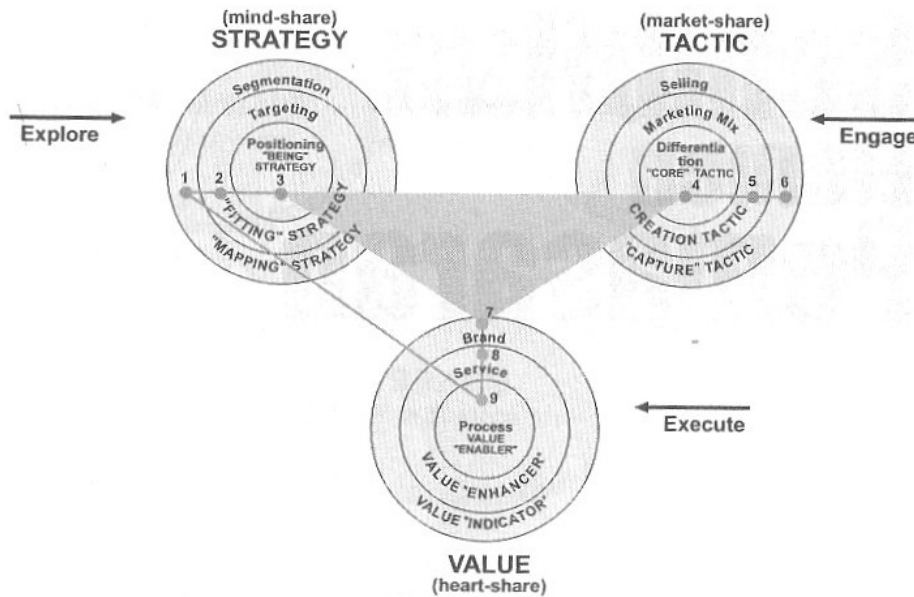 (mind-share)
STRATEGY
(market-share)
TACTIC
Explore
Engage
Segmentation
Targeting
Positioning
"BEING"
STRATEGY
1
2
3
"FITTING" STRATEGY
"MAPPING" STRATEGY
Selling
Marketing Mix
Differentia
tion
"CORE" TACTIC
4
5
6
CREATION TACTIC
"CAPTURE" TACTIC
7
Brand
8
Service
9
Process
VALUE
"ENABLER"
VALUE "ENHANCER"
VALUE "INDICATOR"
Execute
VALUE
(heart-share)